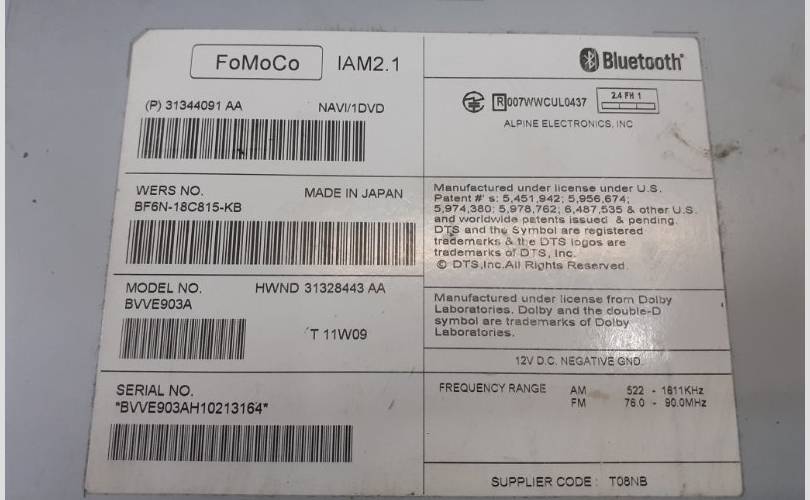 FoMoCo IAM2.1
(P) 31344091 AA NAVI/1DVD
WERS NO. MADE IN JAPAN
BF6N-18C815-KB
MODEL NO. HWND 31328443 AA
BVVE903A
T 11W09
SERIAL NO.
*BVVE903AH10213164*
Bluetooth®
R 007WWCUL0437 2.4 FH 1
ALPINE ELECTRONICS, INC
Manufactured under license under U.S.
Patent #' s: 5,451,942; 5,956,674;
5,974,380; 5,978,762; 6,487,535 & other U.S.
and worldwide patents issued & pending.
DTS and the Symbol are registered
trademarks & the DTS logos are
trademarks of DTS, Inc.
© DTS,Inc.All Rights Reserved.
Manufactured under license from Dolby
Laboratories. Dolby and the double-D
symbol are trademarks of Dolby
Laboratories.
12V D.C. NEGATIVE GND
FREQUENCY RANGE AM 522 - 1611KHz
FM 76.0 - 90.0MHz
SUPPLIER CODE : T08NB